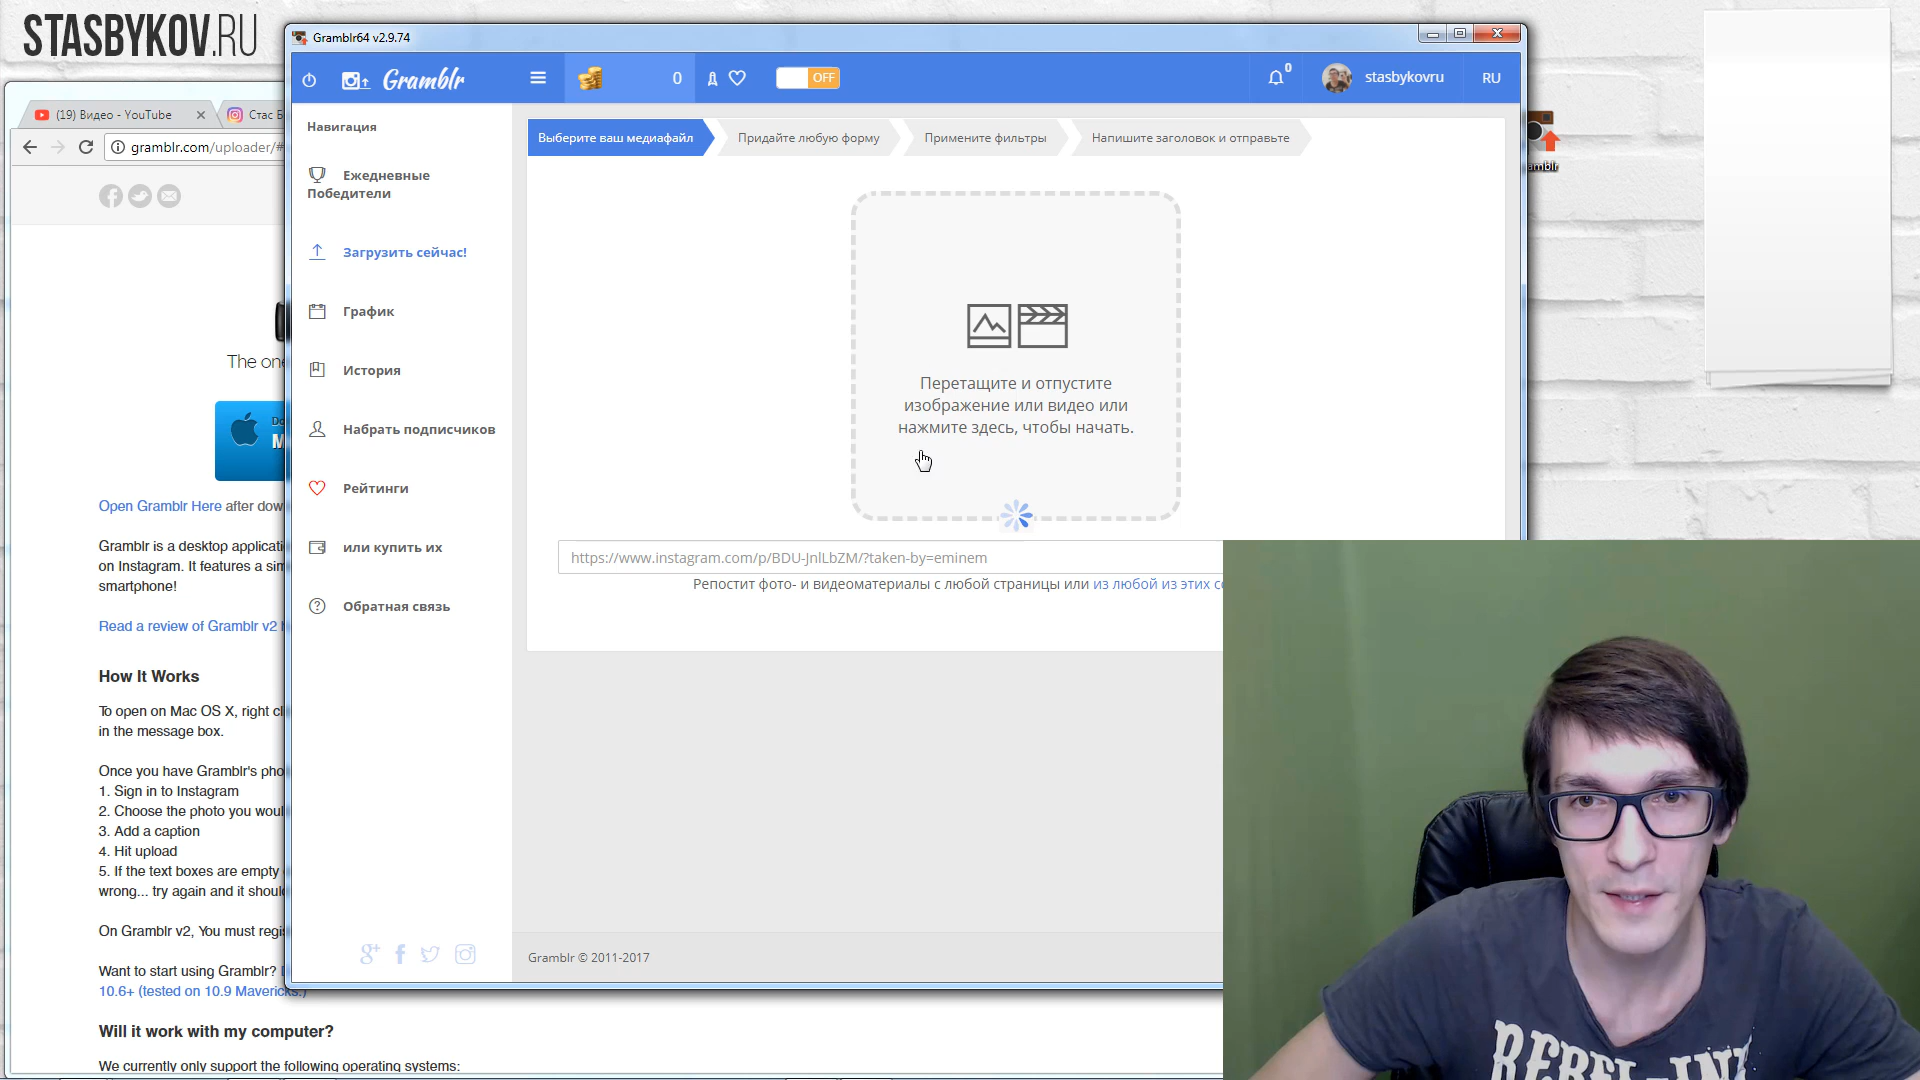 STASBYKOV.RU
Gramblr64 v2.9.74
Gramblr
0
OFF
0
stasbykovru
RU
(19) Видео - YouTube
Стас Б
gramblr.com/uploader/#
Навигация
Ежедневные
Победители
Загрузить сейчас!
График
История
Набрать подписчиков
Рейтинги
или купить их
Обратная связь
Выберите ваш медиафайл
Придайте любую форму
Примените фильтры
Напишите заголовок и отправьте
Перетащите и отпустите
изображение или видео или
нажмите здесь, чтобы начать.
https://www.instagram.com/p/BDU-JnlLbZM/?taken-by=eminem
Репостит фото- и видеоматериалы с любой страницы или из любой из этих
Gramblr © 2011-2017
The one
Do
M
Open Gramblr Here after dow
Gramblr is a desktop applicati
on Instagram. It features a sim
smartphone!
Read a review of Gramblr v2
How It Works
To open on Mac OS X, right cl
in the message box.
Once you have Gramblr's pho
1. Sign in to Instagram
2. Choose the photo you woul
3. Add a caption
4. Hit upload
5. If the text boxes are empty
wrong... try again and it shoul
On Gramblr v2, You must regi
Want to start using Gramblr?
10.6+ (tested on 10.9 Mavericks.)
Will it work with my computer?
We currently only support the following operating systems:
amblr